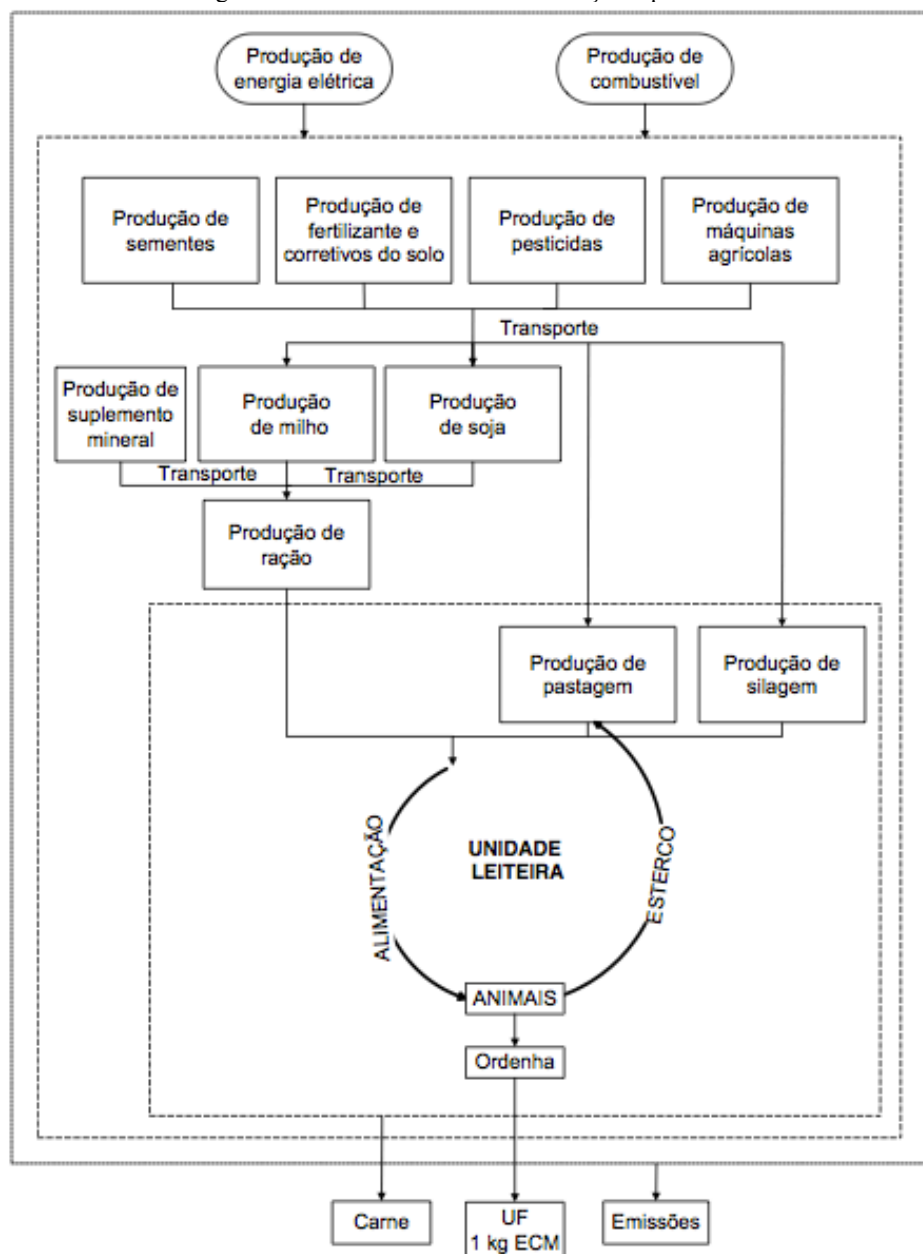 Produção de
energia elétrica
Produção de
combustível
Produção de
sementes
Produção de
fertilizante e
corretivos do solo
Produção de
pesticidas
Produção de
máquinas
agrícolas
Transporte
Produção de
suplemento
mineral
Produção
de milho
Produção
de soja
Transporte
Transporte
Produção de
ração
Produção de
pastagem
Produção de
silagem
ALIMENTAÇÃO
UNIDADE
LEITEIRA
ESTERCO
ANIMAIS
Ordenha
Carne
UF
1 kg ECM
Emissões